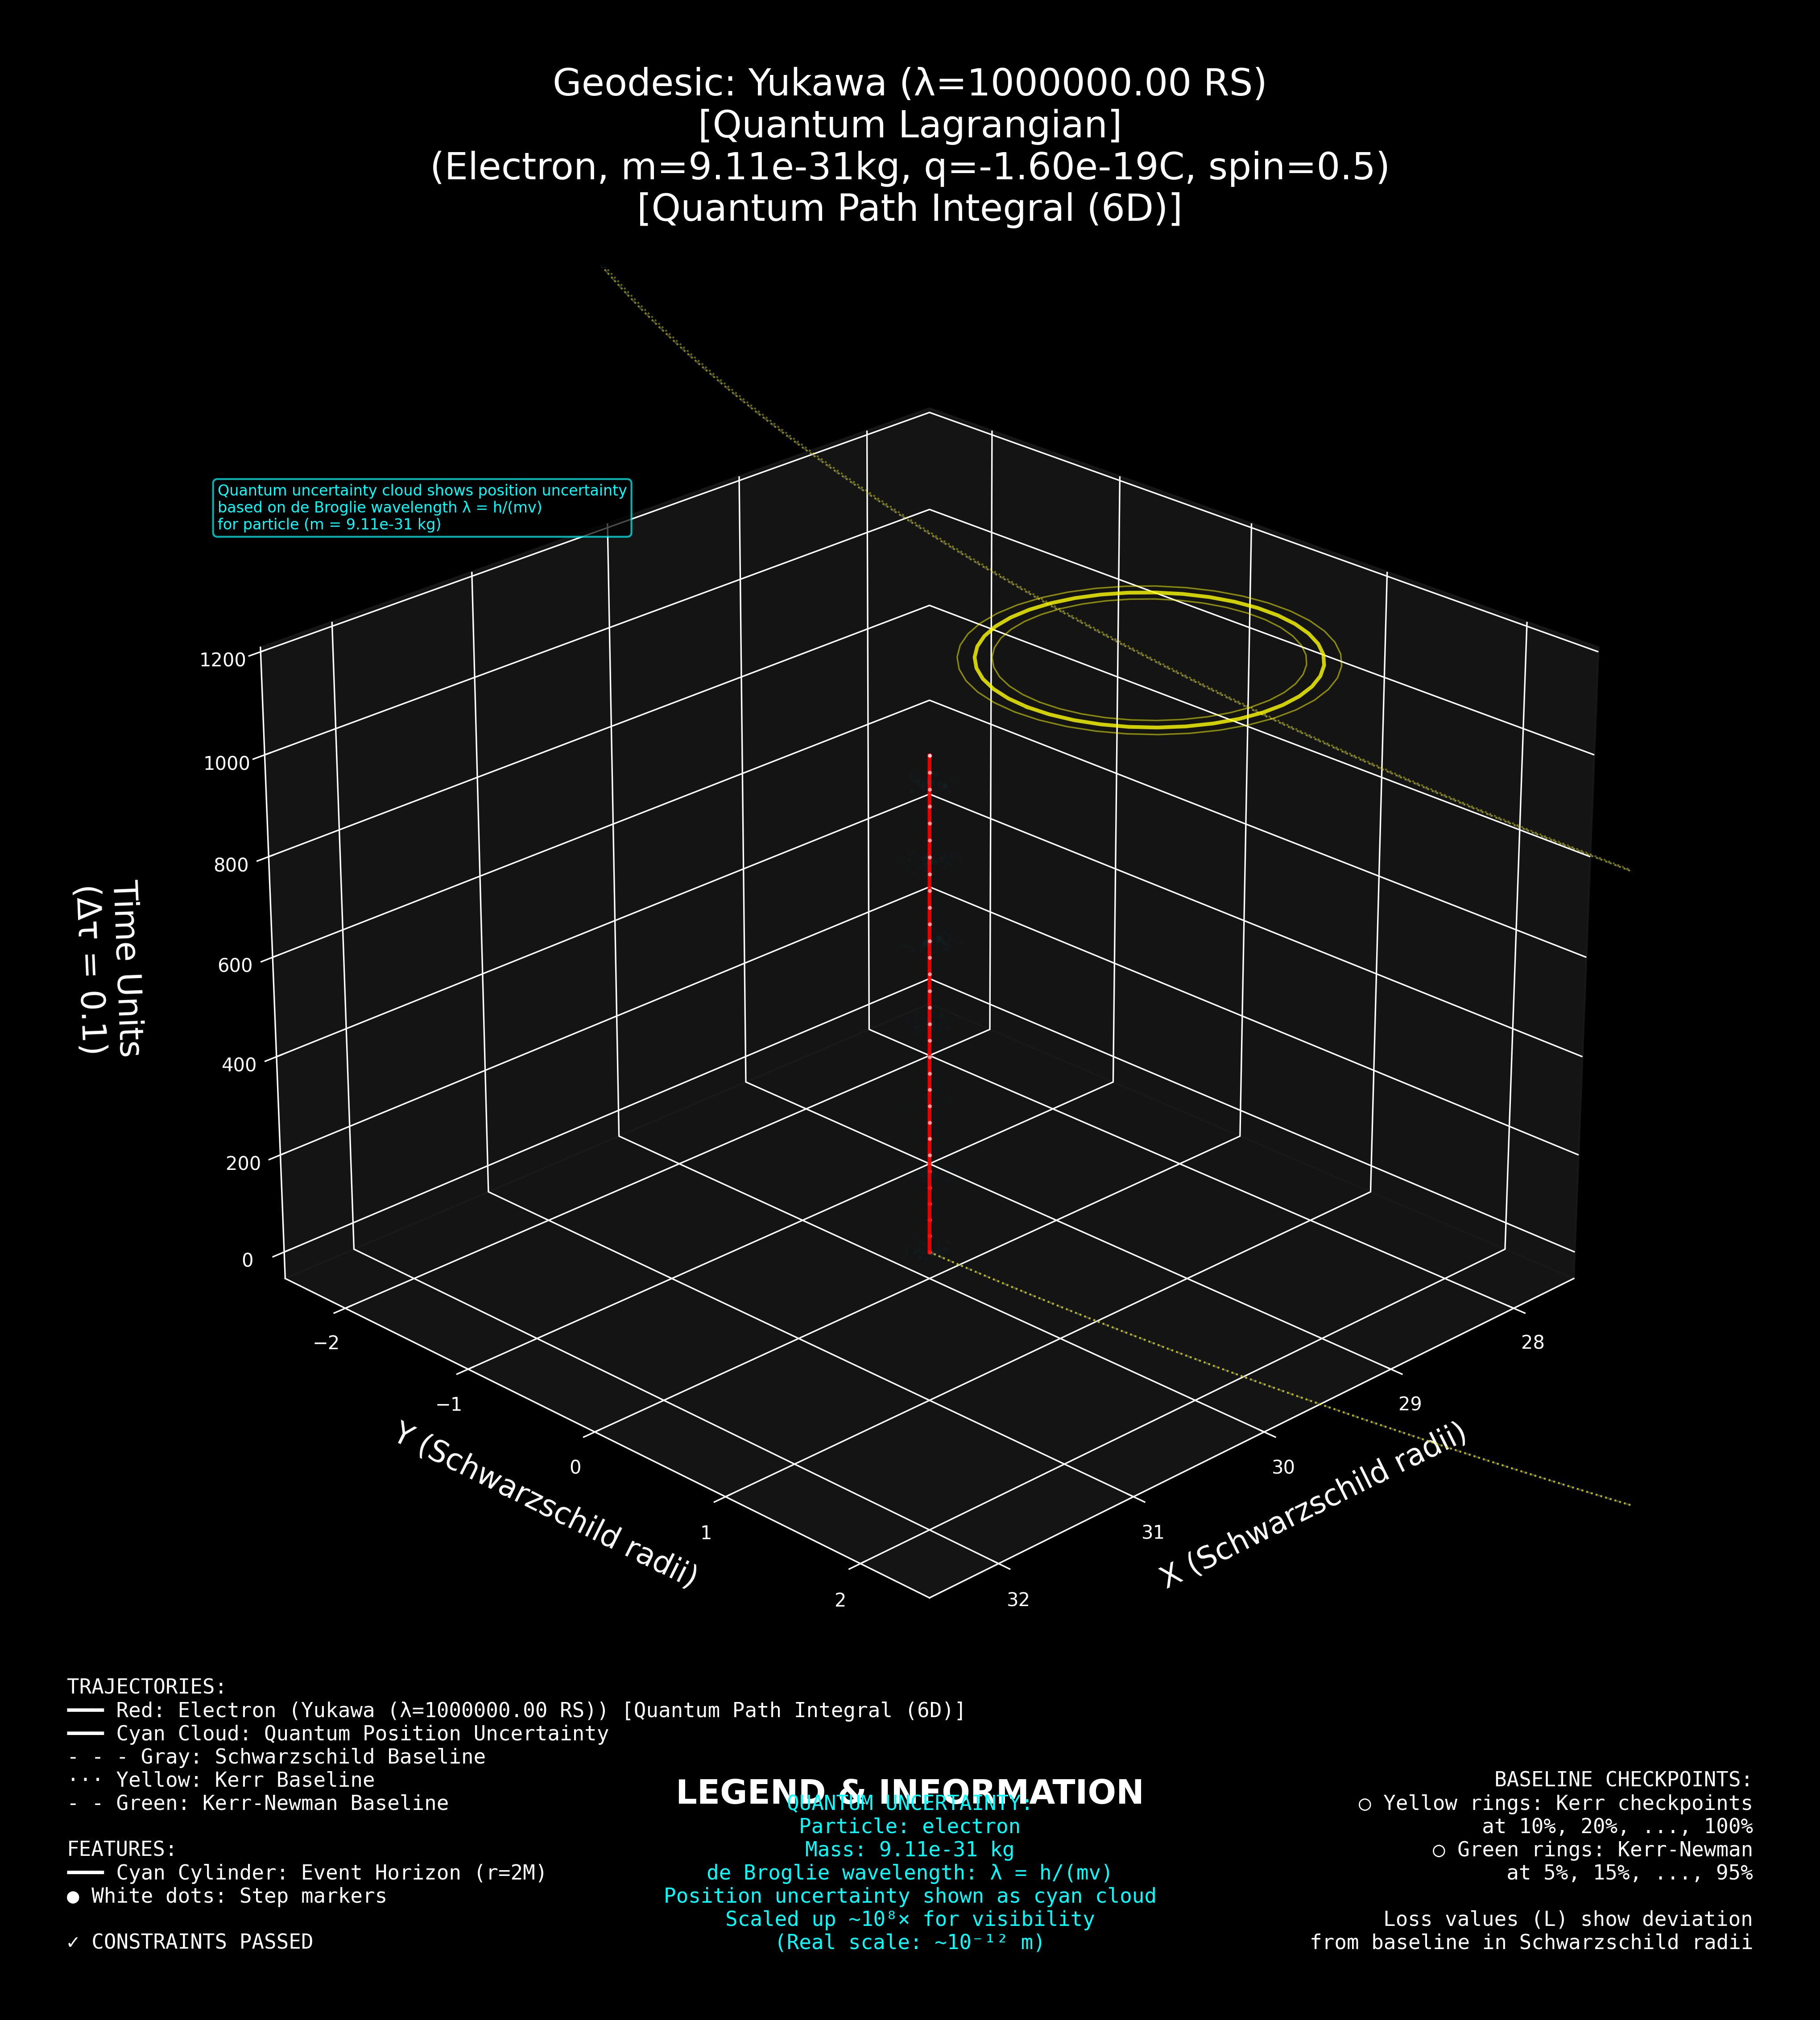 Geodesic: Yukawa (λ=1000000.00 RS)
[Quantum Lagrangian]
(Electron, m=9.11e-31kg, q=-1.60e-19C, spin=0.5)
[Quantum Path Integral (6D)]
Quantum uncertainty cloud shows position uncertainty
based on de Broglie wavelength λ = h/(mv)
for particle (m = 9.11e-31 kg)
1200
1000
800
600
400
200
0
Time Units
(Δτ = 0.1)
−2
−1
0
1
2
Y (Schwarzschild radii)
28
29
30
31
32
X (Schwarzschild radii)
TRAJECTORIES:
━━━ Red: Electron (Yukawa (λ=1000000.00 RS)) [Quantum Path Integral (6D)]
━━━ Cyan Cloud: Quantum Position Uncertainty
- - - Gray: Schwarzschild Baseline
··· Yellow: Kerr Baseline
- - Green: Kerr-Newman Baseline
FEATURES:
━━━ Cyan Cylinder: Event Horizon (r=2M)
● White dots: Step markers
✓ CONSTRAINTS PASSED
LEGEND & INFORMATION
QUANTUM UNCERTAINTY:
Particle: electron
Mass: 9.11e-31 kg
de Broglie wavelength: λ = h/(mv)
Position uncertainty shown as cyan cloud
Scaled up ~10⁸× for visibility
(Real scale: ~10⁻¹² m)
BASELINE CHECKPOINTS:
○ Yellow rings: Kerr checkpoints
at 10%, 20%, ..., 100%
○ Green rings: Kerr-Newman
at 5%, 15%, ..., 95%
Loss values (L) show deviation
from baseline in Schwarzschild radii